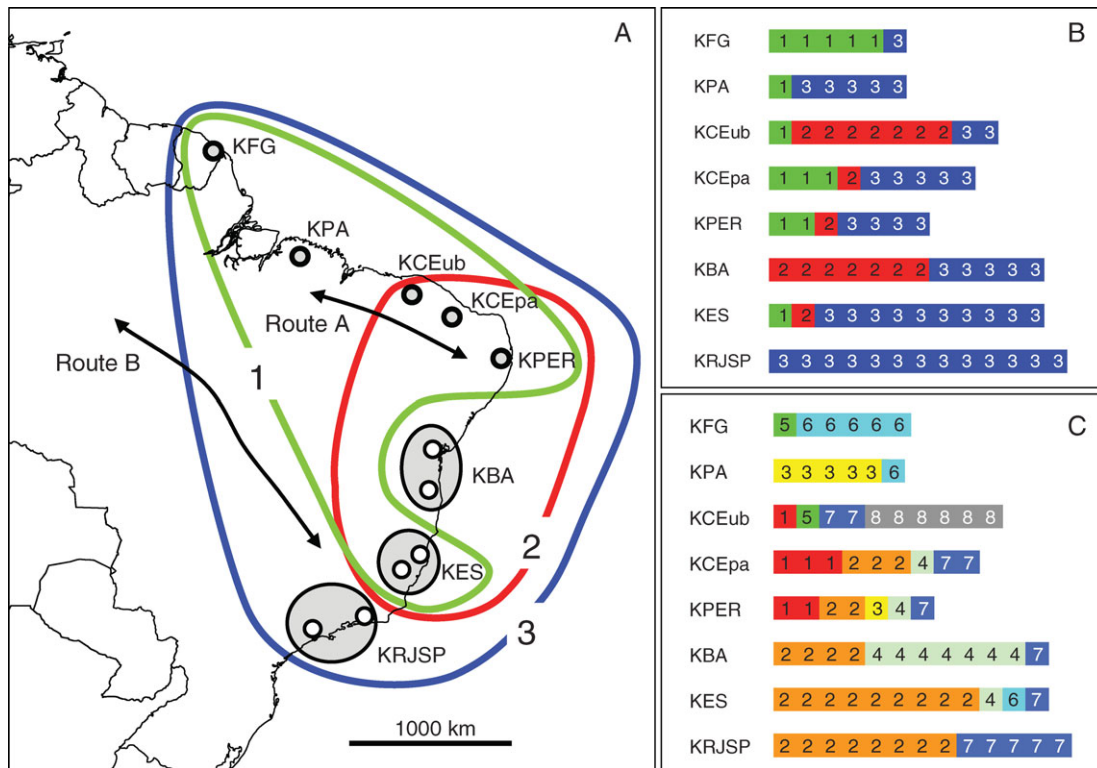 A
KFG
KPA
KCEub
KCEpa
Route A
KPER
Route B
1
KBA
2
KES
3
KRJSP
1000 km
B
KFG 1 1 1 1 1 3
KPA 1 3 3 3 3 3
KCEub 1 2 2 2 2 2 2 2 3 3
KCEpa 1 1 1 2 3 3 3 3 3
KPER 1 1 2 3 3 3 3
KBA 2 2 2 2 2 2 2 3 3 3 3 3
KES 1 2 3 3 3 3 3 3 3 3 3 3
KRJSP 3 3 3 3 3 3 3 3 3 3 3 3 3
C
KFG 5 6 6 6 6 6
KPA 3 3 3 3 3 6
KCEub 1 5 7 7 8 8 8 8 8 8
KCEpa 1 1 1 2 2 2 4 7 7
KPER 1 1 2 2 3 4 7
KBA 2 2 2 2 4 4 4 4 4 4 4 7
KES 2 2 2 2 2 2 2 2 2 4 6 7
KRJSP 2 2 2 2 2 2 2 2 7 7 7 7 7